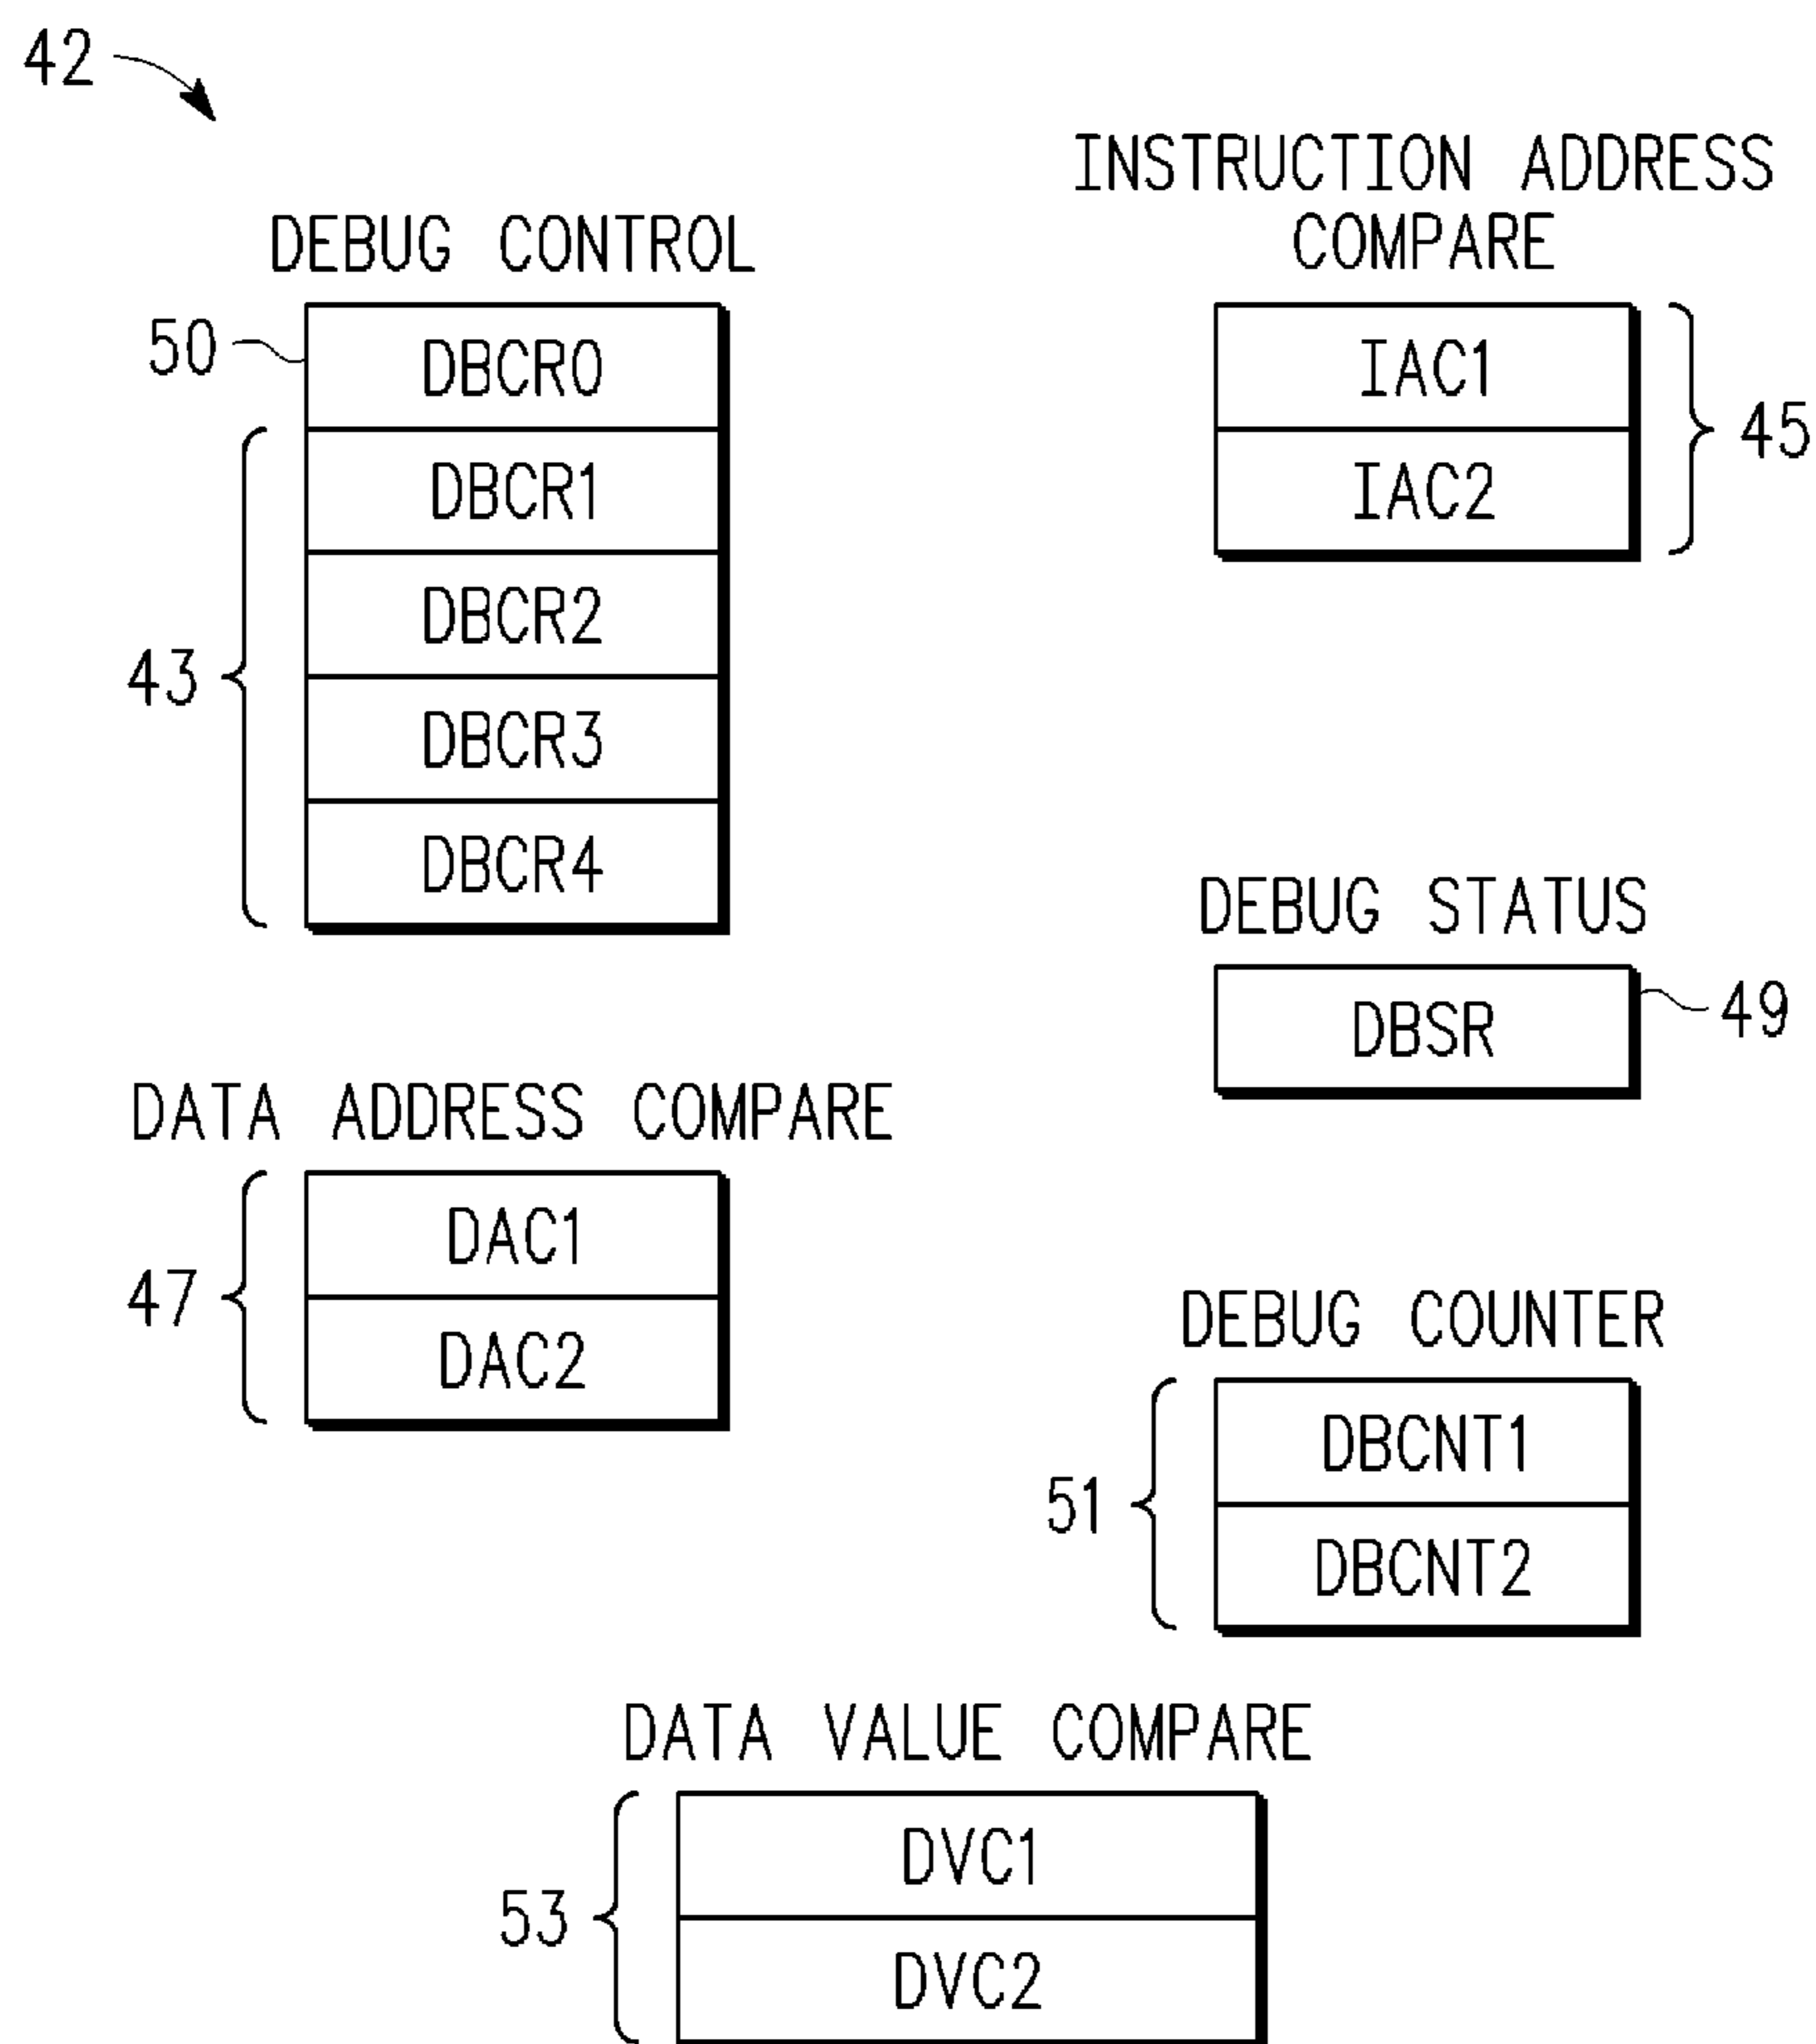 42
DEBUG CONTROL
50
DBCR0
DBCR1
DBCR2
DBCR3
DBCR4
43
INSTRUCTION ADDRESS
COMPARE
IAC1
IAC2
45
DEBUG STATUS
DBSR
49
DATA ADDRESS COMPARE
DAC1
DAC2
47
DEBUG COUNTER
DBCNT1
DBCNT2
51
DATA VALUE COMPARE
DVC1
DVC2
53